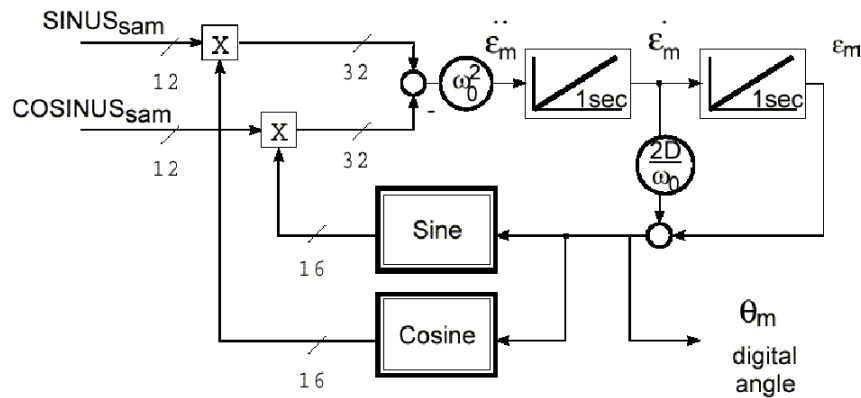 SINUSsam
X
12
32
COSINUSsam
X
12
32
-
ω₀²
ε̈m
1sec
ε̇m
1sec
εm
2D
ω₀
Sine
16
Cosine
16
θm
digital
angle